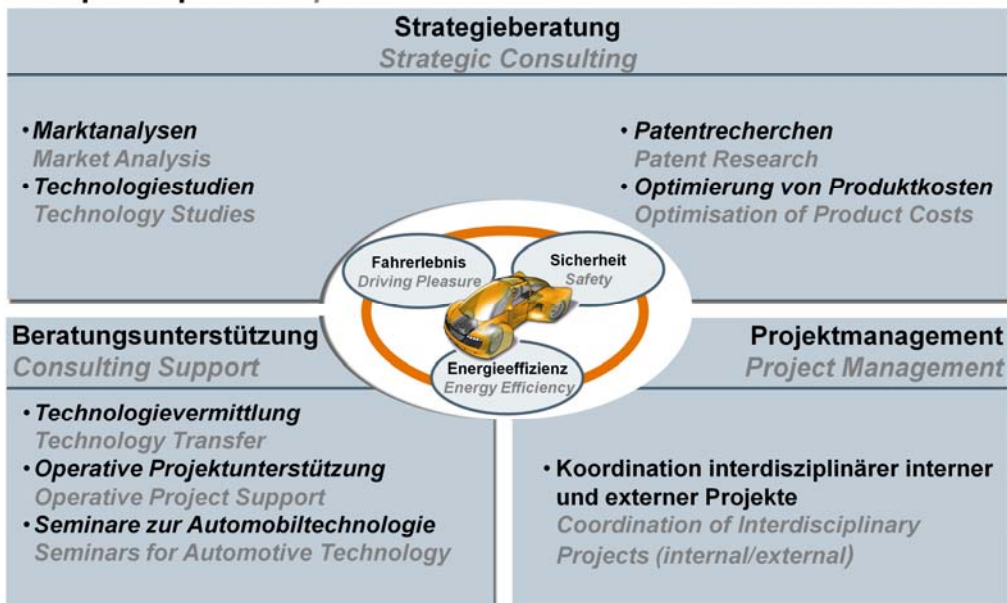 Strategieberatung
Strategic Consulting
• Marktanalysen
Market Analysis
• Technologiestudien
Technology Studies
• Patentrecherchen
Patent Research
• Optimierung von Produktkosten
Optimisation of Product Costs
Fahrerlebnis
Driving Pleasure
Sicherheit
Safety
Energieeffizienz
Energy Efficiency
Beratungsunterstützung
Consulting Support
• Technologievermittlung
Technology Transfer
• Operative Projektunterstützung
Operative Project Support
• Seminare zur Automobiltechnologie
Seminars for Automotive Technology
Projektmanagement
Project Management
• Koordination interdisziplinärer interner
und externer Projekte
Coordination of Interdisciplinary
Projects (internal/external)